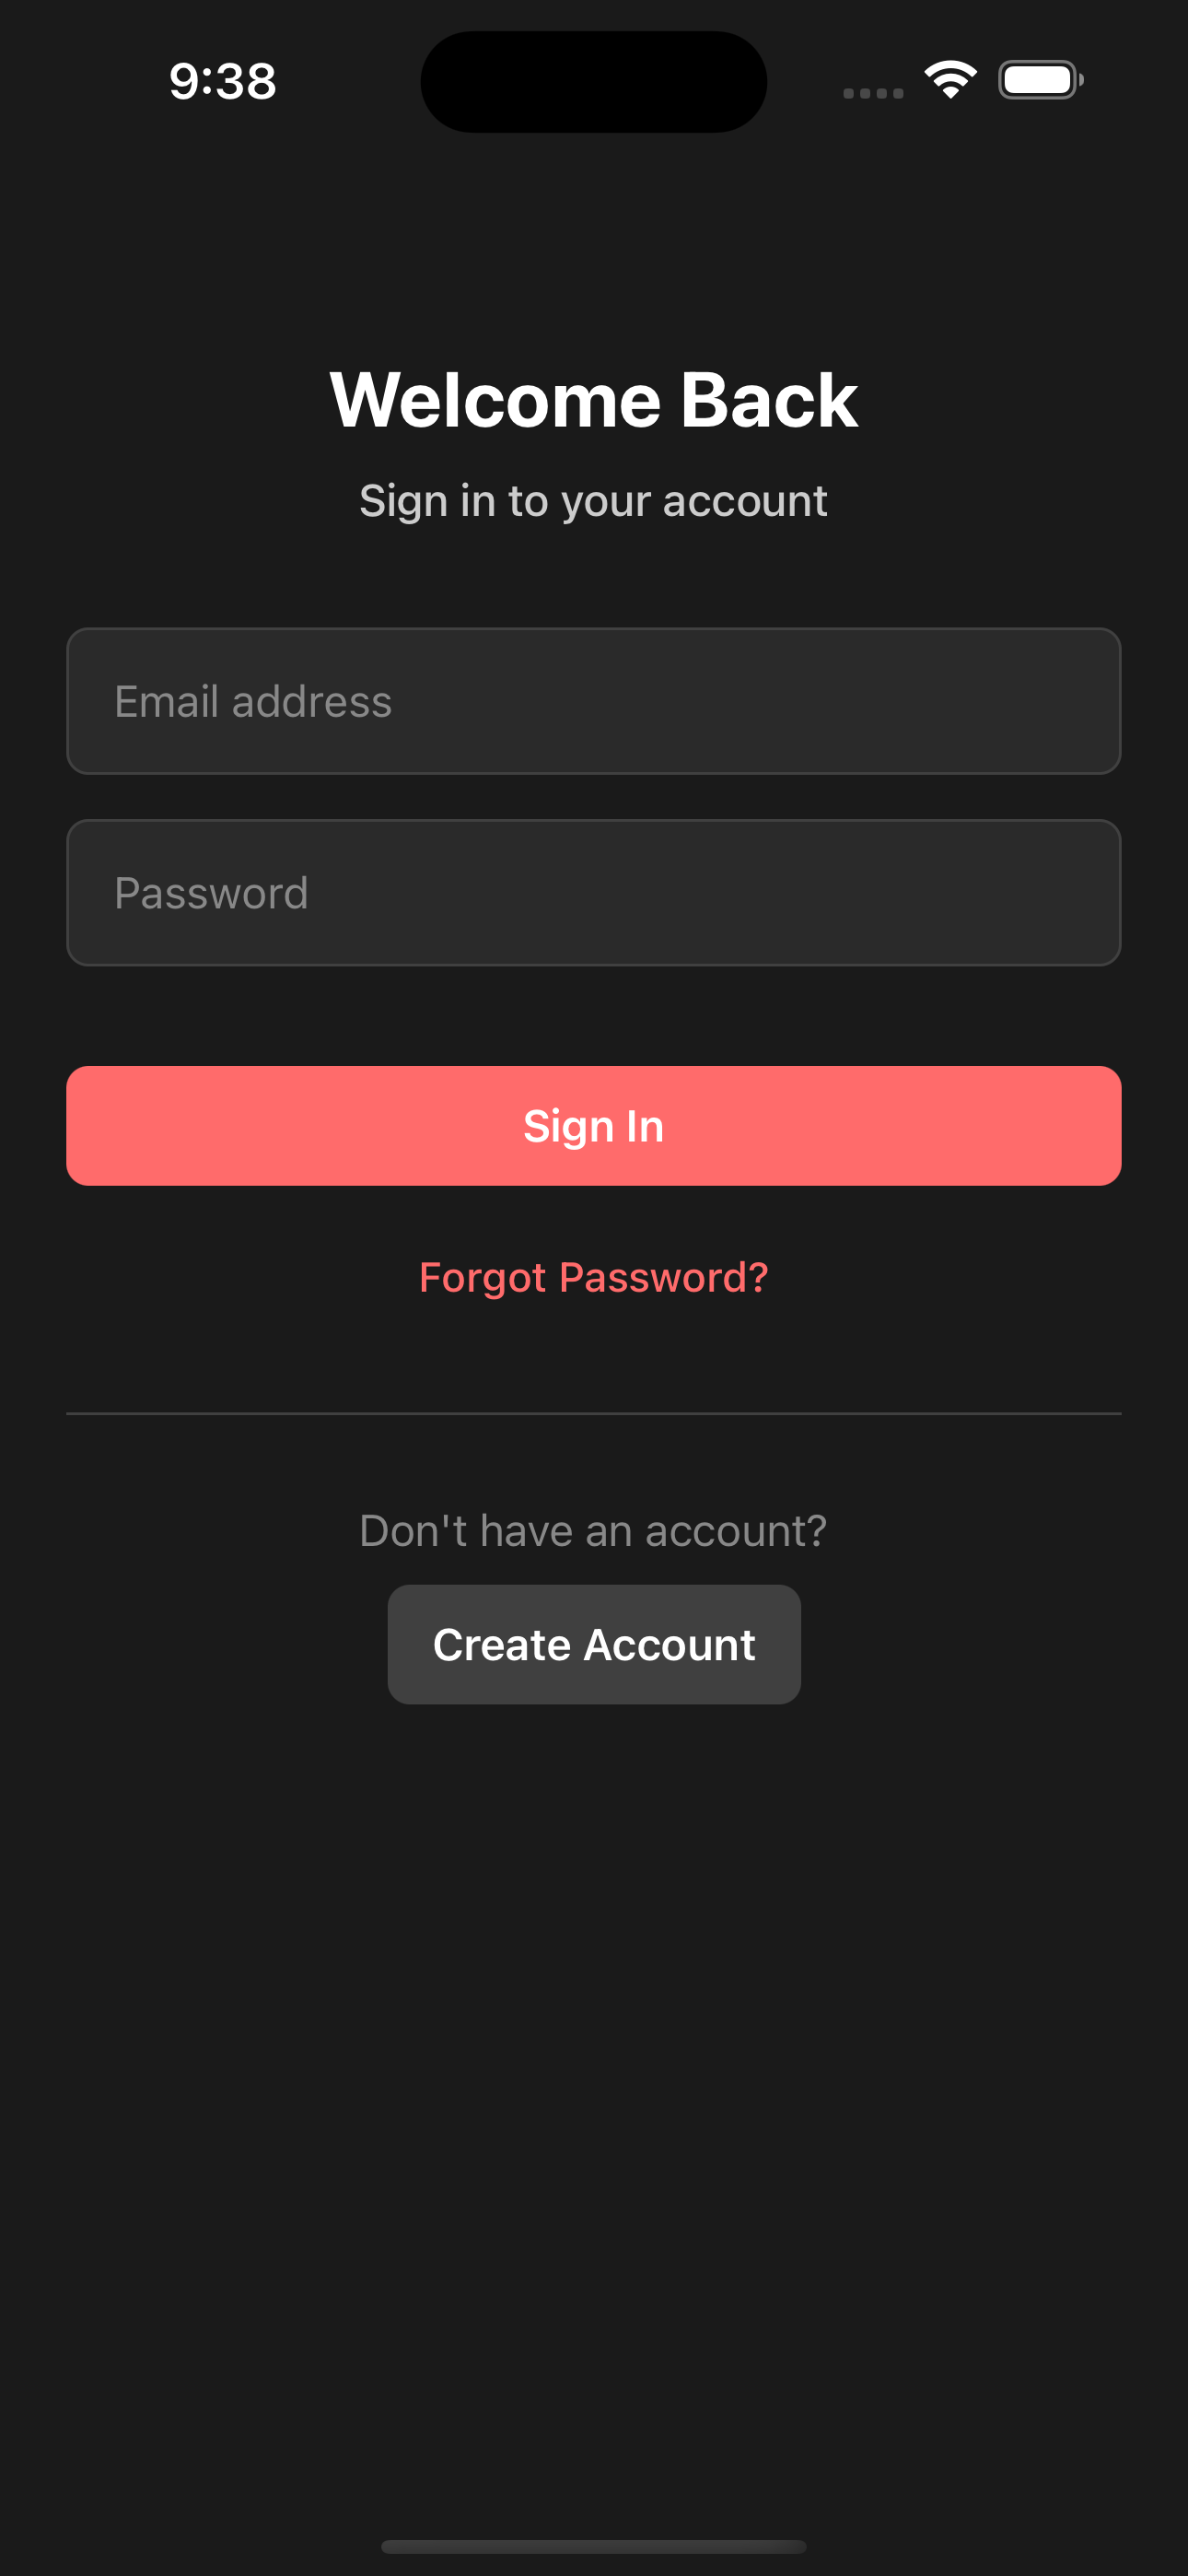 9:38
Welcome Back
Sign in to your account
Email address
Password
Sign In
Forgot Password?
Don't have an account?
Create Account